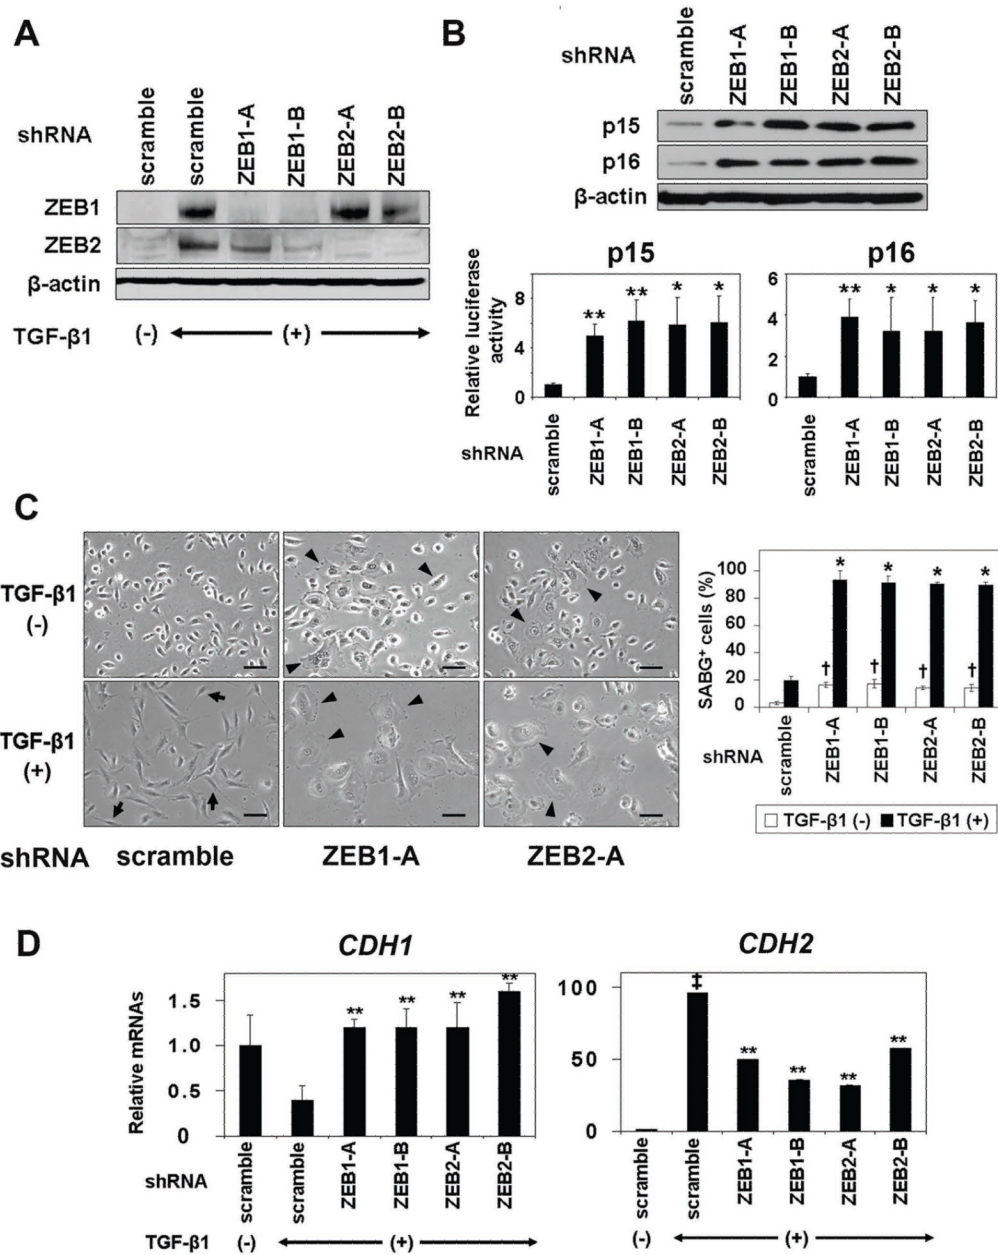 A
shRNA
scramble
scramble
ZEB1-A
ZEB1-B
ZEB2-A
ZEB2-B
ZEB1
ZEB2
β-actin
TGF-β1 (-) (+)
B
shRNA
scramble
ZEB1-A
ZEB1-B
ZEB2-A
ZEB2-B
p15
p16
β-actin
p15
Relative luciferase
activity
8
4
0
** ** * *
shRNA
scramble
ZEB1-A
ZEB1-B
ZEB2-A
ZEB2-B
p16
6
4
2
0
** * * *
scramble
ZEB1-A
ZEB1-B
ZEB2-A
ZEB2-B
C
TGF-β1
(-)
TGF-β1
(+)
shRNA scramble ZEB1-A ZEB2-A
SABG⁺ cells (%)
100
80
60
40
20
0
* * * *
† † † †
shRNA
scramble
ZEB1-A
ZEB1-B
ZEB2-A
ZEB2-B
TGF-β1 (-) TGF-β1 (+)
D
CDH1
Relative mRNAs
1.5
1.0
0.5
0
** ** ** **
shRNA
scramble
scramble
ZEB1-A
ZEB1-B
ZEB2-A
ZEB2-B
TGF-β1 (-) (+)
CDH2
100
50
0
‡ ** ** ** **
scramble
scramble
ZEB1-A
ZEB1-B
ZEB2-A
ZEB2-B
(-) (+)